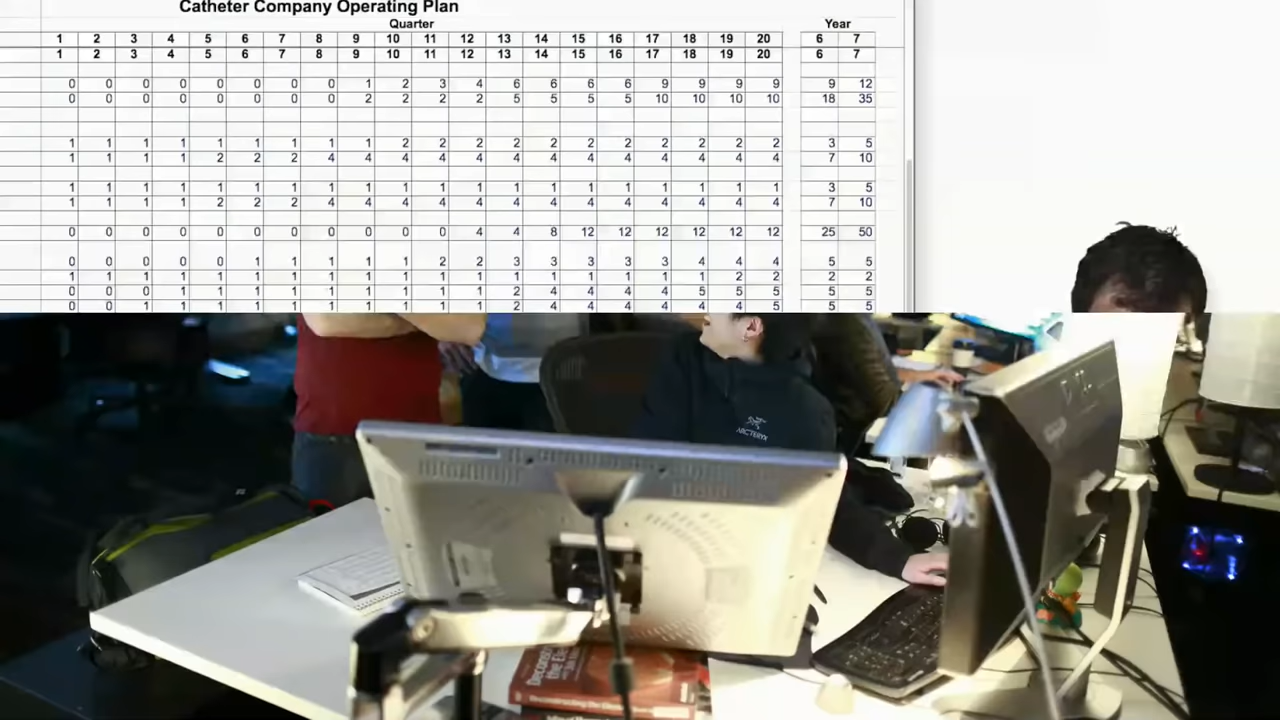 Catheter Company Operating Plan
Quarter Year
1 2 3 4 5 6 7 8 9 10 11 12 13 14 15 16 17 18 19 20 6 7
1 2 3 4 5 6 7 8 9 10 11 12 13 14 15 16 17 18 19 20 6 7
0 0 0 0 0 0 0 0 1 2 3 4 6 6 6 6 9 9 9 9 9 12
0 0 0 0 0 0 0 0 2 2 2 2 5 5 5 5 10 10 10 10 18 35
1 1 1 1 1 1 1 1 1 2 2 2 2 2 2 2 2 2 2 2 3 5
1 1 1 1 2 2 2 4 4 4 4 4 4 4 4 4 4 4 4 4 7 10
1 1 1 1 1 1 1 1 1 1 1 1 1 1 1 1 1 1 1 1 3 5
1 1 1 1 2 2 2 4 4 4 4 4 4 4 4 4 4 4 4 4 7 10
0 0 0 0 0 0 0 0 0 0 0 4 4 8 12 12 12 12 12 12 25 50
0 0 0 0 0 1 1 1 1 1 2 2 3 3 3 3 3 4 4 4 5 5
1 1 1 1 1 1 1 1 1 1 1 1 1 1 1 1 1 1 2 2 2 2
0 0 0 1 1 1 1 1 1 1 1 1 2 4 4 4 4 5 5 5 5 5
0 0 1 1 1 1 1 1 1 1 1 1 2 4 4 4 4 4 4 5 5 5
ARC'TERYX